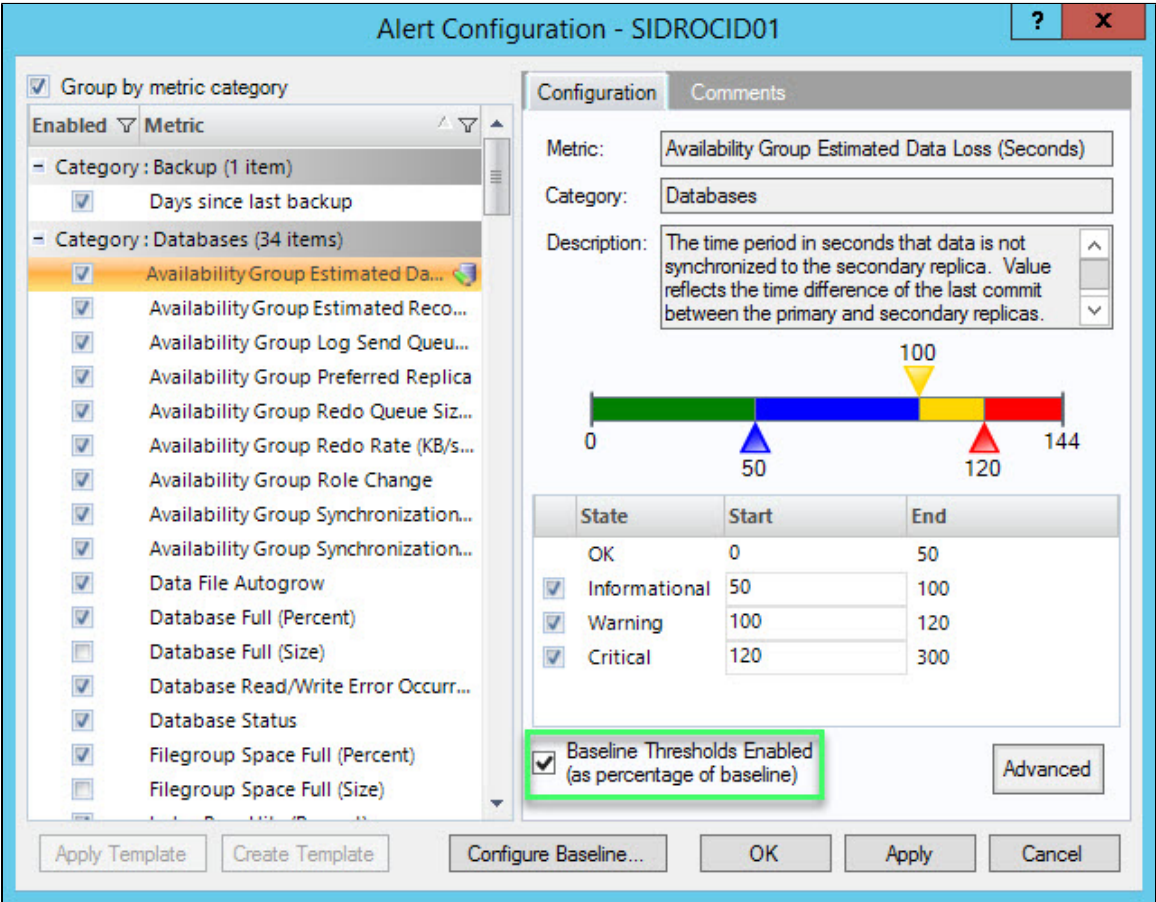 Alert Configuration - SIDROCID01
? x
Group by metric category
Enabled Metric
Category : Backup (1 item)
Days since last backup
Category : Databases (34 items)
Availability Group Estimated Da...
Availability Group Estimated Reco...
Availability Group Log Send Queu...
Availability Group Preferred Replica
Availability Group Redo Queue Siz...
Availability Group Redo Rate (KB/s...
Availability Group Role Change
Availability Group Synchronization...
Availability Group Synchronization...
Data File Autogrow
Database Full (Percent)
Database Full (Size)
Database Read/Write Error Occurr...
Database Status
Filegroup Space Full (Percent)
Filegroup Space Full (Size)
Configuration Comments
Metric: Availability Group Estimated Data Loss (Seconds)
Category: Databases
Description: The time period in seconds that data is not
synchronized to the secondary replica. Value
reflects the time difference of the last commit
between the primary and secondary replicas.
100
0 144
50 120
State Start End
OK 0 50
Informational 50 100
Warning 100 120
Critical 120 300
Baseline Thresholds Enabled
(as percentage of baseline)
Advanced
Apply Template Create Template Configure Baseline... OK Apply Cancel